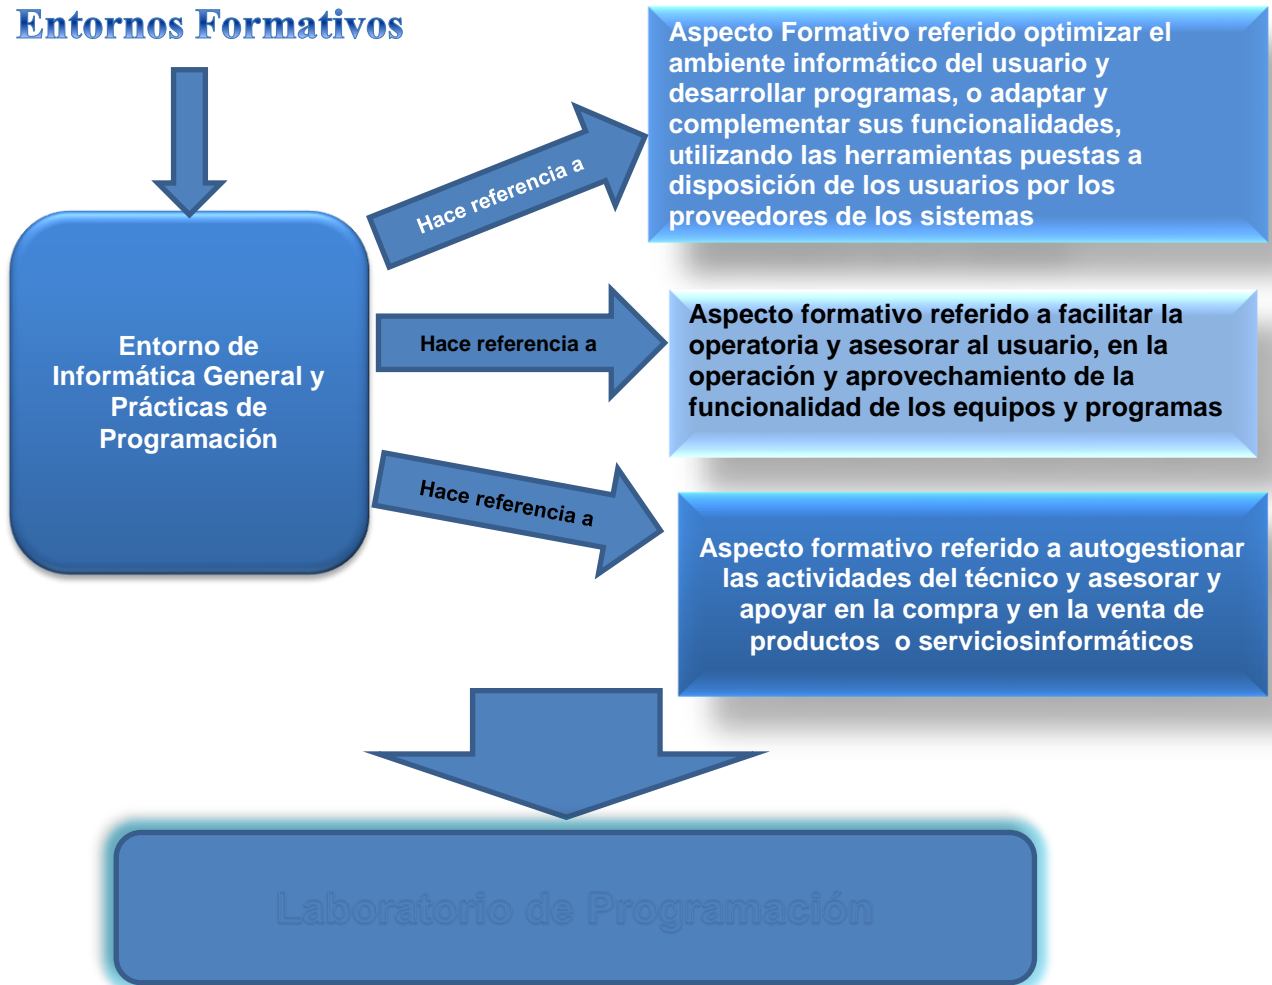 Entornos Formativos
Aspecto Formativo referido optimizar el
ambiente informático del usuario y
desarrollar programas, o adaptar y
complementar sus funcionalidades,
utilizando las herramientas puestas a
disposición de los usuarios por los
proveedores de los sistemas
Hace referencia a
Entorno de
Informática General y
Prácticas de
Programación
Hace referencia a
Aspecto formativo referido a facilitar la
operatoria y asesorar al usuario, en la
operación y aprovechamiento de la
funcionalidad de los equipos y programas
Hace referencia a
Aspecto formativo referido a autogestionar
las actividades del técnico y asesorar y
apoyar en la compra y en la venta de
productos o serviciosinformáticos
Laboratorio de Programación